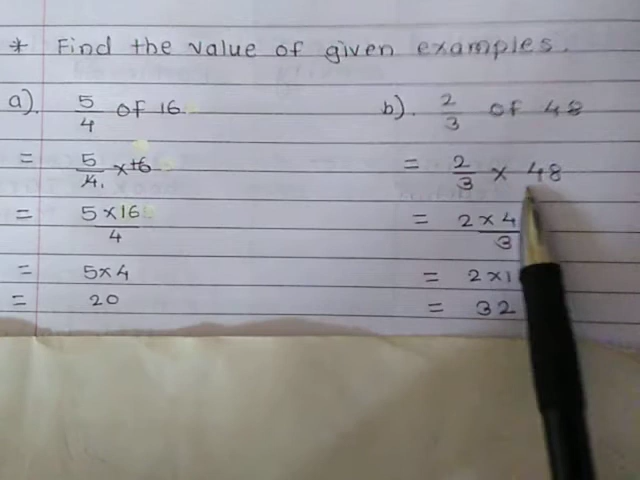 * Find the value of given examples.
a). 5/4 of 16
= 5/4 × 16
= 5 × 16/4
= 5×4
= 20
b). 2/3 of 48
= 2/3 × 48
= 2 × 4/3
= 2×1
= 32